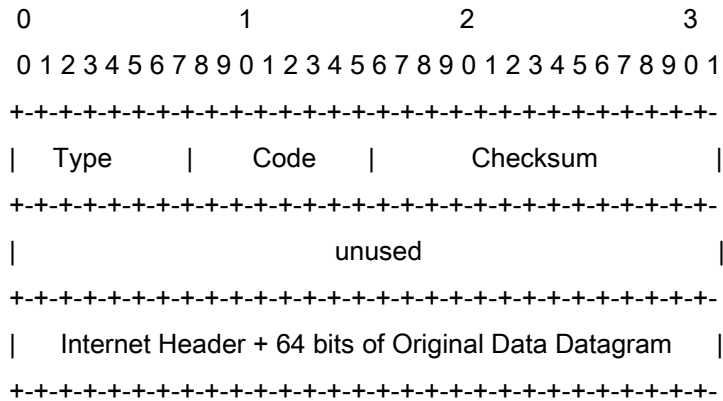 0 1 2 3
0 1 2 3 4 5 6 7 8 9 0 1 2 3 4 5 6 7 8 9 0 1 2 3 4 5 6 7 8 9 0 1
+-+-+-+-+-+-+-+-+-+-+-+-+-+-+-+-+-+-+-+-+-+-+-+-+-+-+-+-+-+-
| Type | Code | Checksum |
+-+-+-+-+-+-+-+-+-+-+-+-+-+-+-+-+-+-+-+-+-+-+-+-+-+-+-+-+-+-
| unused |
+-+-+-+-+-+-+-+-+-+-+-+-+-+-+-+-+-+-+-+-+-+-+-+-+-+-+-+-+-+-
| Internet Header + 64 bits of Original Data Datagram |
+-+-+-+-+-+-+-+-+-+-+-+-+-+-+-+-+-+-+-+-+-+-+-+-+-+-+-+-+-+-